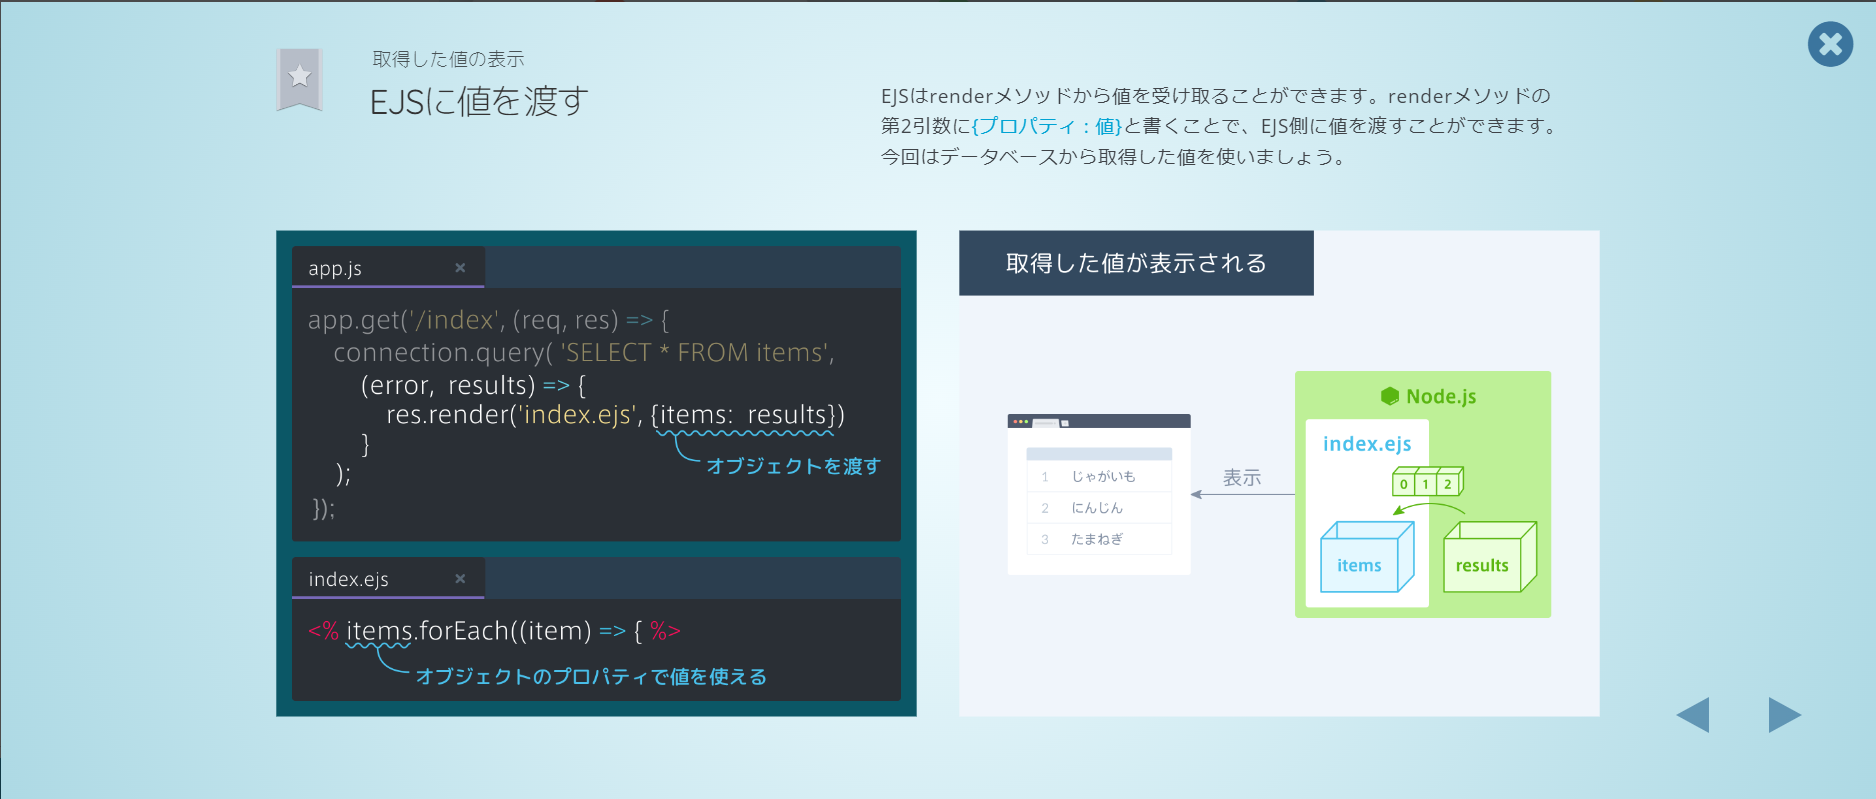 取得した値の表示
EJSに値を渡す
EJSはrenderメソッドから値を受け取ることができます。renderメソッドの
第2引数に{プロパティ : 値}と書くことで、EJS側に値を渡すことができます。
今回はデータベースから取得した値を使いましょう。
app.js
app.get('/index', (req, res) => {
connection.query( 'SELECT * FROM items',
(error, results) => {
res.render('index.ejs', {items: results})
}
オブジェクトを渡す
);
});
index.ejs
<% items.forEach((item) => { %>
オブジェクトのプロパティで値を使える
取得した値が表示される
1 じゃがいも
2 にんじん
3 たまねぎ
表示
Node.js
index.ejs
0 1 2
items
results